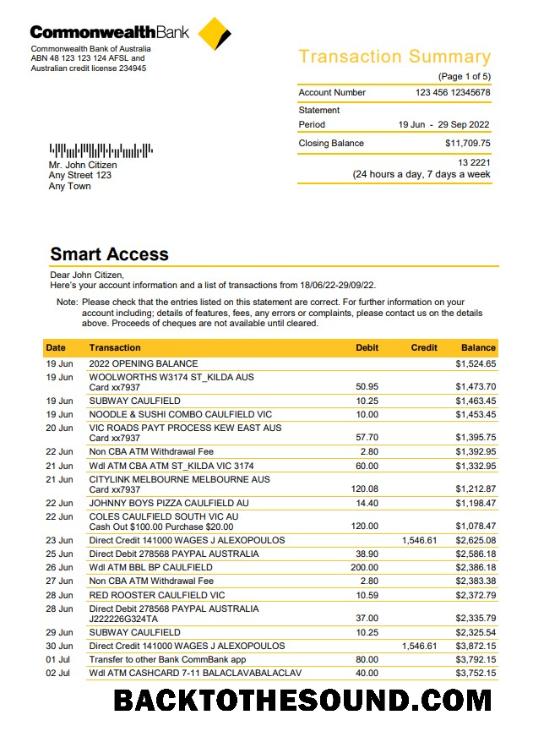 CommonwealthBank
Commonwealth Bank of Australia
ABN 48 123 123 124 AFSL and
Australian credit license 234945
Transaction Summary
(Page 1 of 5)
Account Number 123 456 12345678
Statement
Period 19 Jun - 29 Sep 2022
Closing Balance $11,709.75
13 2221
(24 hours a day, 7 days a week
Mr. John Citizen
Any Street 123
Any Town
Smart Access
Dear John Citizen,
Here's your account information and a list of transactions from 18/06/22-29/09/22.
Note: Please check that the entries listed on this statement are correct. For further information on your
account including; details of features, fees, any errors or complaints, please contact us on the details
above. Proceeds of cheques are not available until cleared.
Date Transaction Debit Credit Balance
19 Jun 2022 OPENING BALANCE $1,524.65
19 Jun WOOLWORTHS W3174 ST_KILDA AUS
Card xx7937 50.95 $1,473.70
19 Jun SUBWAY CAULFIELD 10.25 $1,463.45
19 Jun NOODLE & SUSHI COMBO CAULFIELD VIC 10.00 $1,453.45
20 Jun VIC ROADS PAYT PROCESS KEW EAST AUS
Card xx7937 57.70 $1,395.75
22 Jun Non CBA ATM Withdrawal Fee 2.80 $1,392.95
21 Jun Wdl ATM CBA ATM ST_KILDA VIC 3174 60.00 $1,332.95
21 Jun CITYLINK MELBOURNE MELBOURNE AUS
Card xx7937 120.08 $1,212.87
22 Jun JOHNNY BOYS PIZZA CAULFIELD AU 14.40 $1,198.47
22 Jun COLES CAULFIELD SOUTH VIC AU
Cash Out $100.00 Purchase $20.00 120.00 $1,078.47
23 Jun Direct Credit 141000 WAGES J ALEXOPOULOS 1,546.61 $2,625.08
25 Jun Direct Debit 278568 PAYPAL AUSTRALIA 38.90 $2,586.18
26 Jun Wdl ATM BBL BP CAULFIELD 200.00 $2,386.18
27 Jun Non CBA ATM Withdrawal Fee 2.80 $2,383.38
28 Jun RED ROOSTER CAULFIELD VIC 10.59 $2,372.79
28 Jun Direct Debit 278568 PAYPAL AUSTRALIA
J222226G324TA 37.00 $2,335.79
29 Jun SUBWAY CAULFIELD 10.25 $2,325.54
30 Jun Direct Credit 141000 WAGES J ALEXOPOULOS 1,546.61 $3,872.15
01 Jul Transfer to other Bank CommBank app 80.00 $3,792.15
02 Jul Wdl ATM CASHCARD 7-11 BALACLAVABALACLAV 40.00 $3,752.15
BACKTOTHESOUND.COM